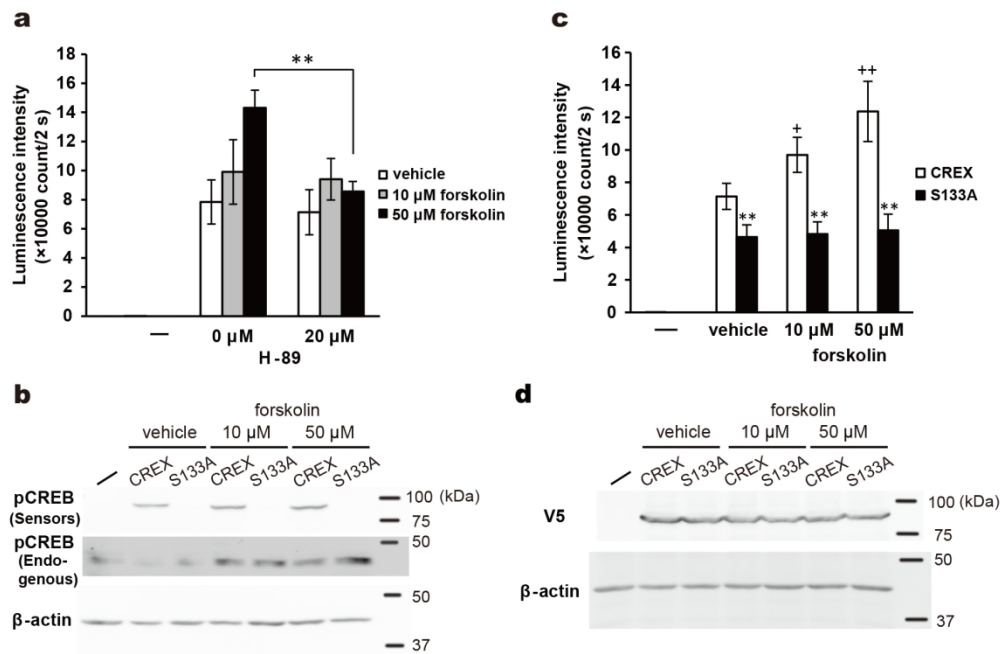 a
Luminescence intensity
(×10000 count/2 s)
18
16
14
12
10
8
6
4
2
0
**
vehicle
10 µM forskolin
50 µM forskolin
—
0 µM
20 µM
H-89
c
Luminescence intensity
(×10000 count/2 s)
16
14
12
10
8
6
4
2
0
+
++
**
**
**
CREX
S133A
—
vehicle
10 µM
50 µM
forskolin
b
forskolin
vehicle
10 µM
50 µM
—
CREX
S133A
CREX
S133A
CREX
S133A
pCREB
(Sensors)
100 (kDa)
75
pCREB
(Endo-
genous)
50
β-actin
50
37
d
forskolin
vehicle
10 µM
50 µM
—
CREX
S133A
CREX
S133A
CREX
S133A
V5
100 (kDa)
75
β-actin
50
37